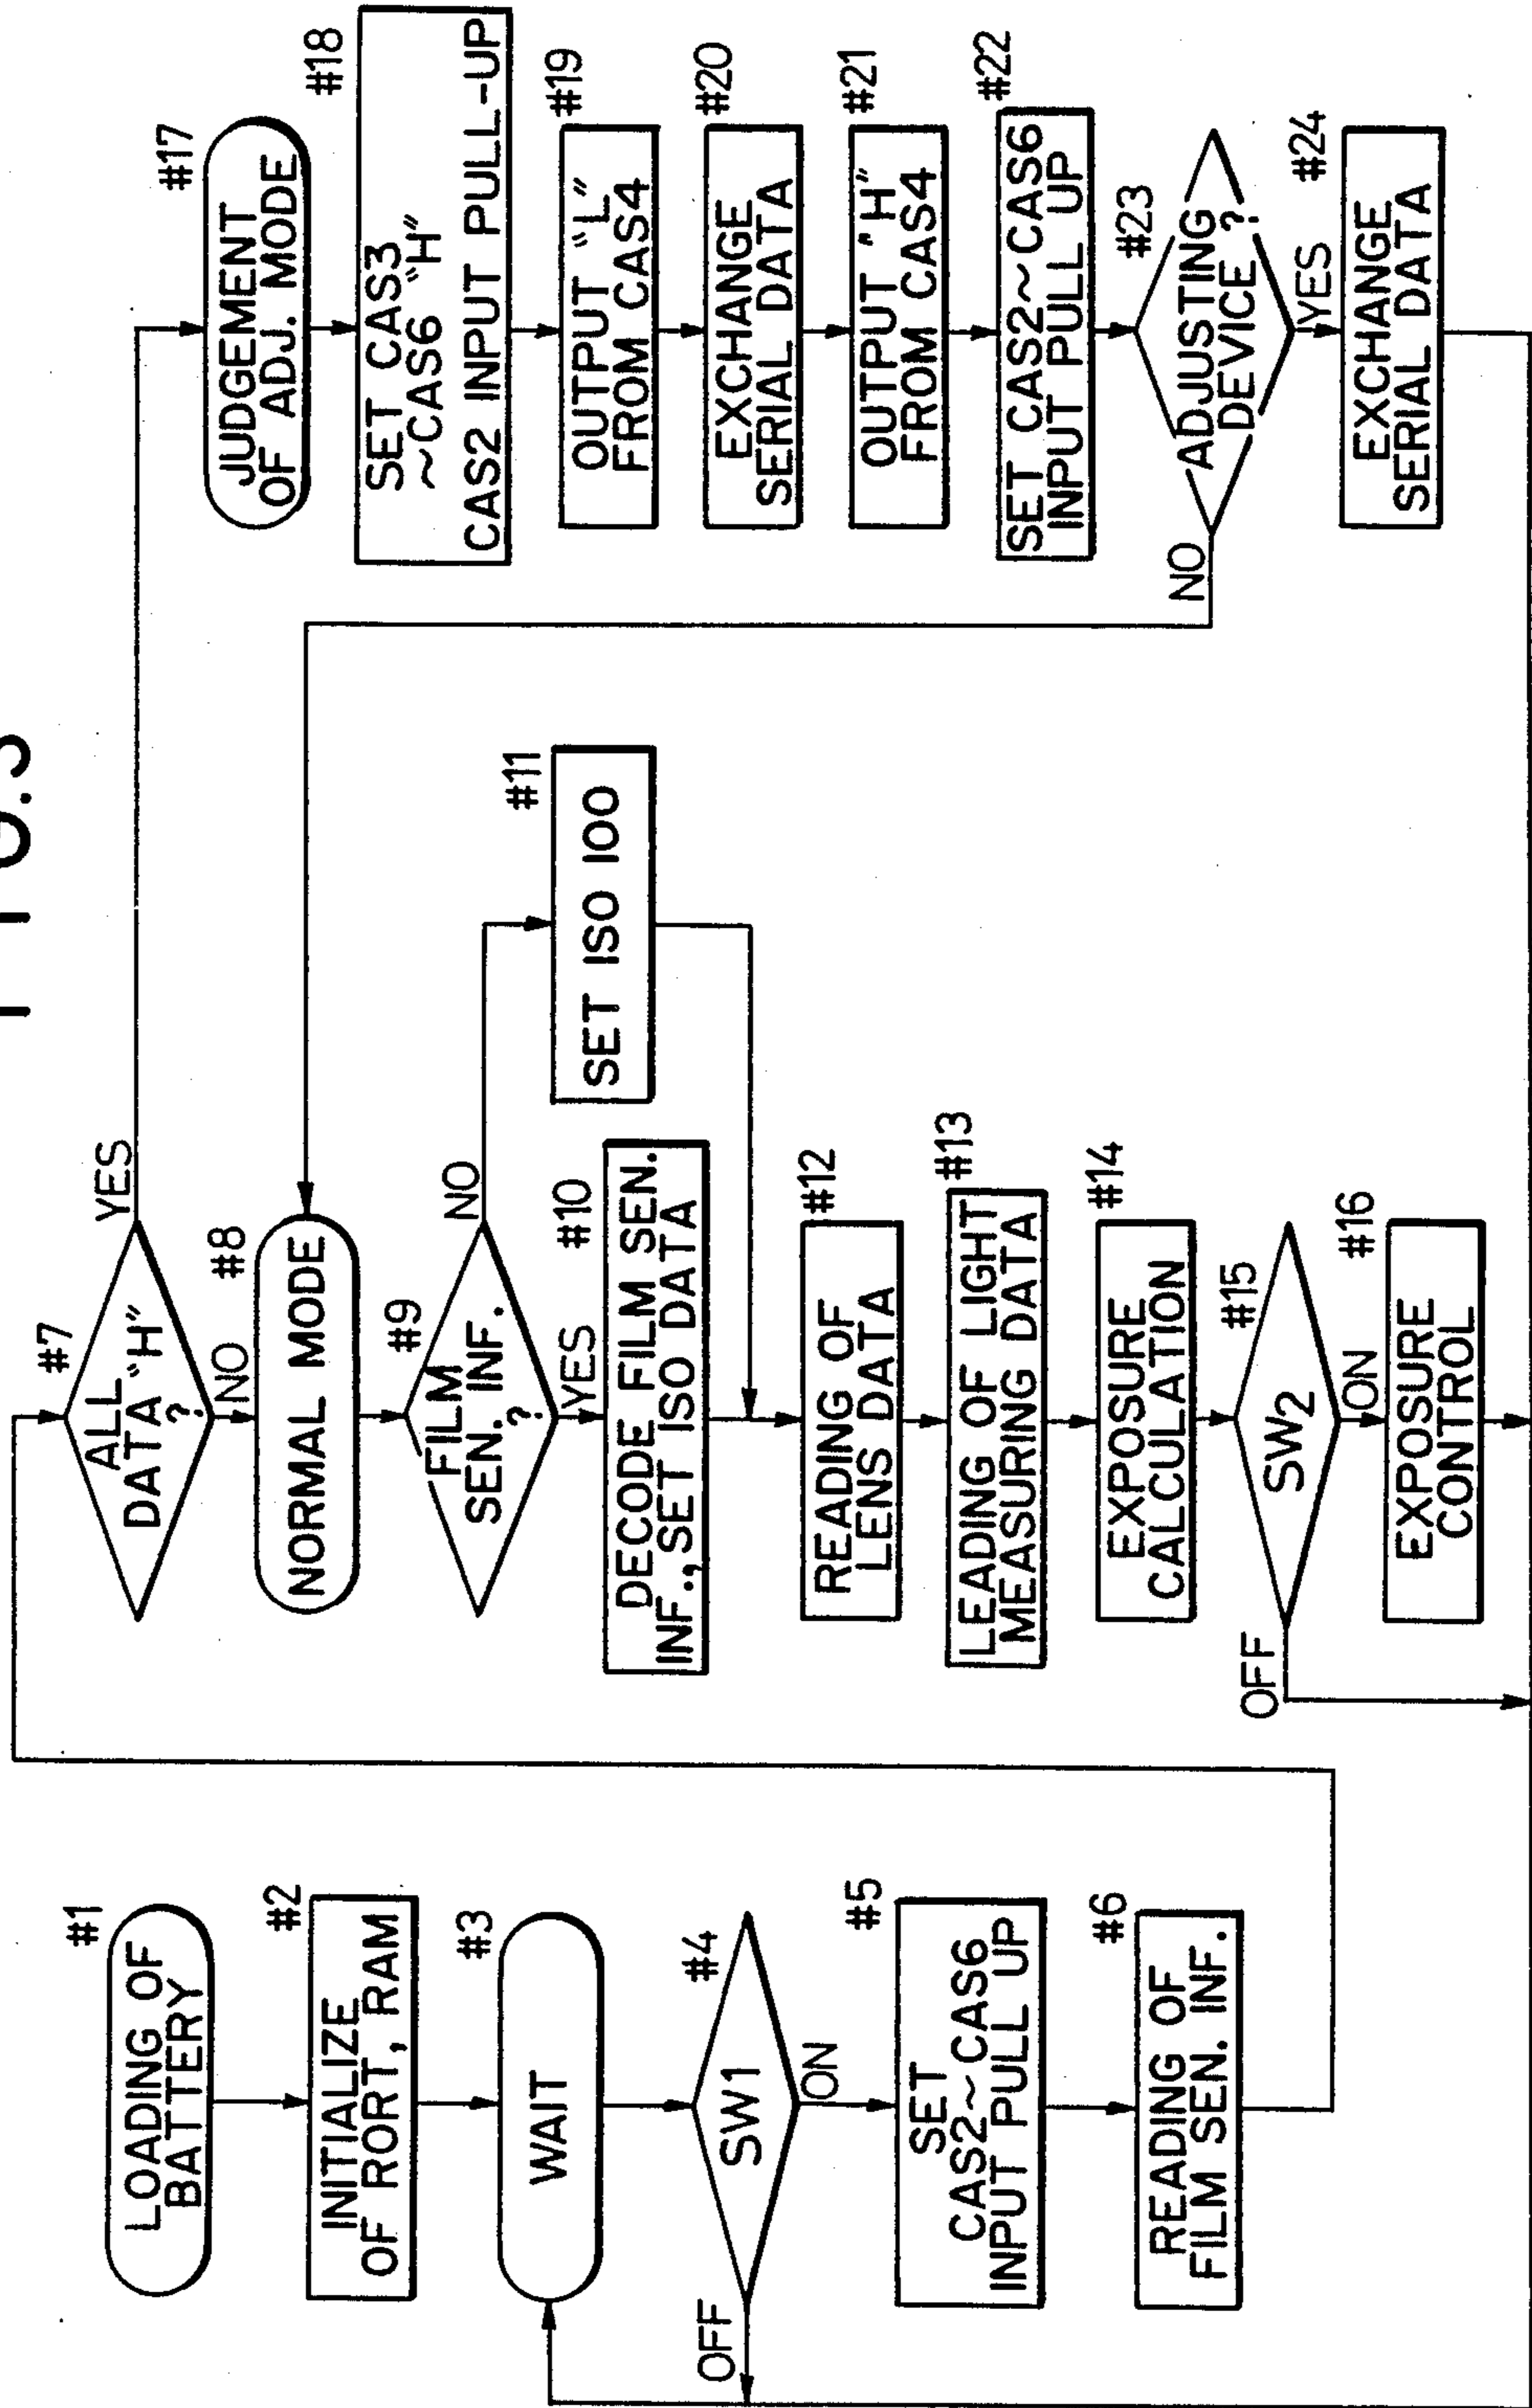 FIG.3
#1
LOADING OF
BATTERY
#2
INITIALIZE
OF RORT, RAM
#3
WAIT
#4
SW1
OFF
ON
#5
SET
CAS2~CAS6
INPUT PULL UP
#6
READING OF
FILM SEN. INF.
#7
ALL
DATA "H"
?
YES
NO
#8
NORMAL MODE
#9
FILM
SEN. INF.
?
NO
YES
#10
DECODE FILM SEN.
INF., SET ISO DATA
#11
SET ISO 100
#12
READING OF
LENS DATA
#13
LEADING OF LIGHT
MEASURING DATA
#14
EXPOSURE
CALCULATION
#15
SW2
OFF
ON
#16
EXPOSURE
CONTROL
#17
JUDGEMENT
OF ADJ. MODE
#18
SET CAS3
~CAS6 "H"
CAS2 INPUT PULL-UP
#19
OUTPUT "L"
FROM CAS4
#20
EXCHANGE
SERIAL DATA
#21
OUTPUT "H"
FROM CAS4
#22
SET CAS2~CAS6
INPUT PULL UP
#23
ADJUSTING
DEVICE ?
NO
YES
#24
EXCHANGE
SERIAL DATA